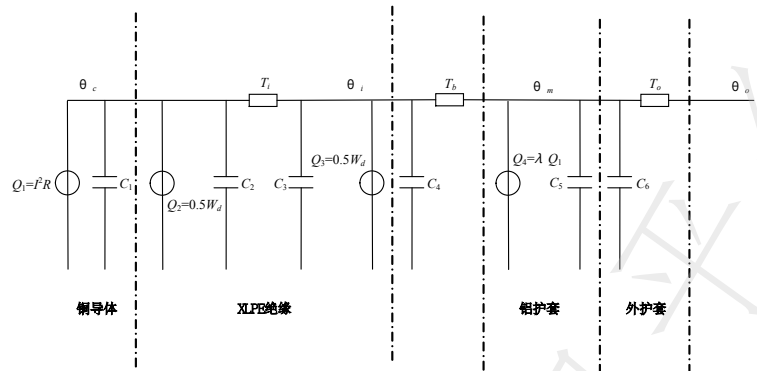 θc Ti θi Tb θm To θo
Q1=I²R C1 Q2=0.5Wd C2 C3 Q3=0.5Wd C4 Q4=λ Q1 C5 C6
铜导体 XLPE绝缘 铝护套 外护套